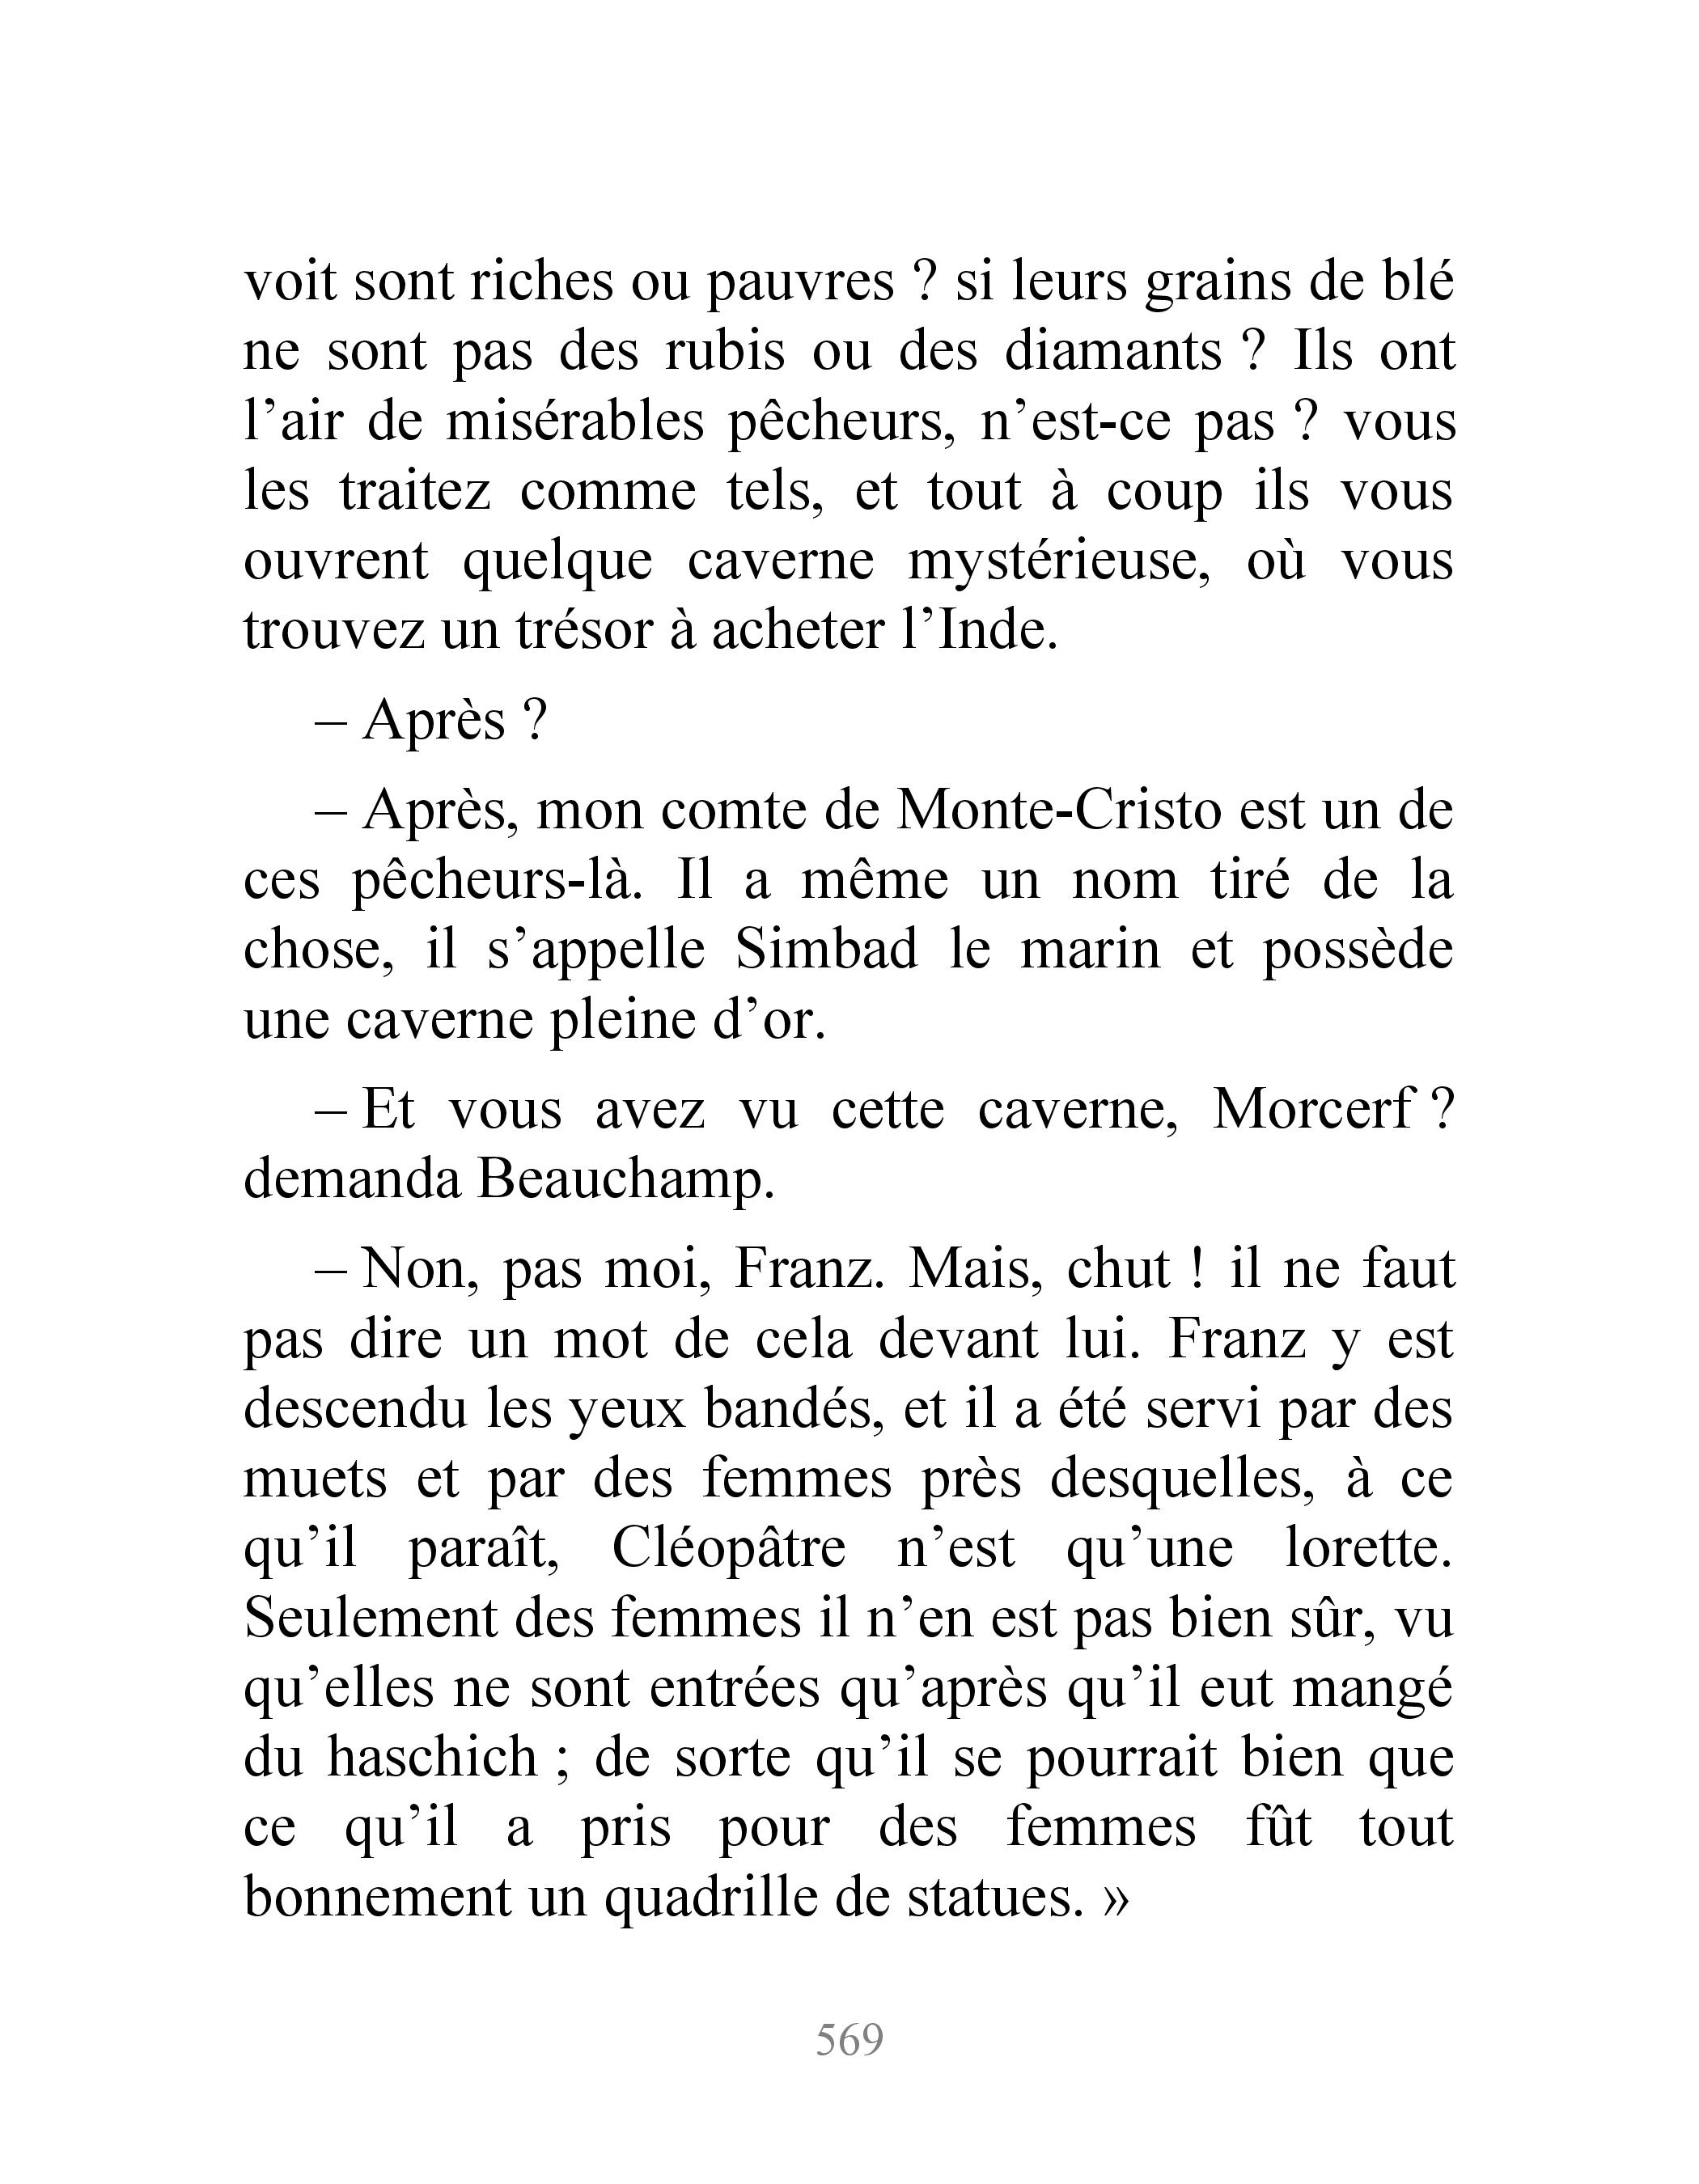 voit sont riches ou pauvres ? si leurs grains de blé
ne sont pas des rubis ou des diamants ? Ils ont
l’air de misérables pêcheurs, n’est-ce pas ? vous
les traitez comme tels, et tout à coup ils vous
ouvrent quelque caverne mystérieuse, où vous
trouvez un trésor à acheter l’Inde.
– Après ?
– Après, mon comte de Monte-Cristo est un de
ces pêcheurs-là. Il a même un nom tiré de la
chose, il s’appelle Simbad le marin et possède
une caverne pleine d’or.
– Et vous avez vu cette caverne, Morcerf ?
demanda Beauchamp.
– Non, pas moi, Franz. Mais, chut ! il ne faut
pas dire un mot de cela devant lui. Franz y est
descendu les yeux bandés, et il a été servi par des
muets et par des femmes près desquelles, à ce
qu’il paraît, Cléopâtre n’est qu’une lorette.
Seulement des femmes il n’en est pas bien sûr, vu
qu’elles ne sont entrées qu’après qu’il eut mangé
du haschich ; de sorte qu’il se pourrait bien que
ce qu’il a pris pour des femmes fût tout
bonnement un quadrille de statues. »
569